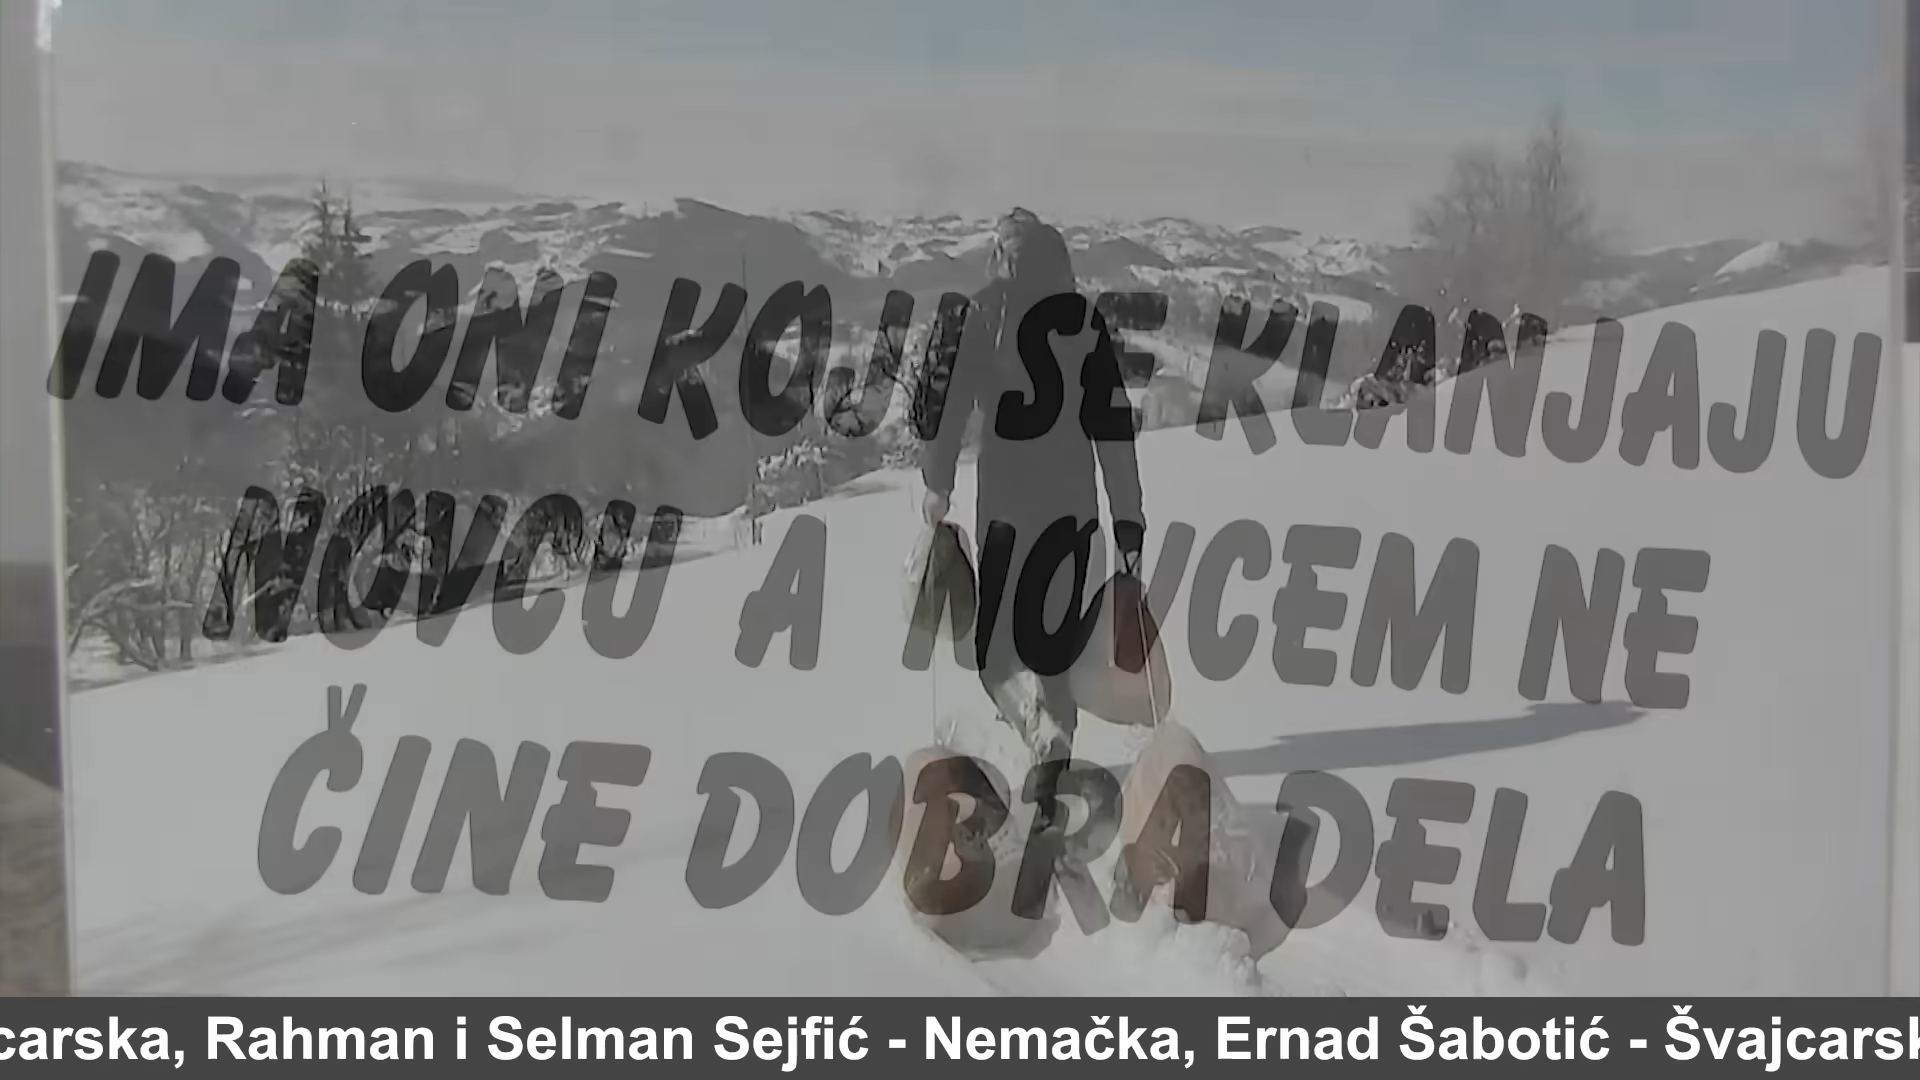 IMA ONI KOJI SE KLANJAJU
NOVCU A NOVCEM NE
ČINE DOBRA DELA
carska, Rahman i Selman Sejfić - Nemačka, Ernad Šabotić - Švajcarsk